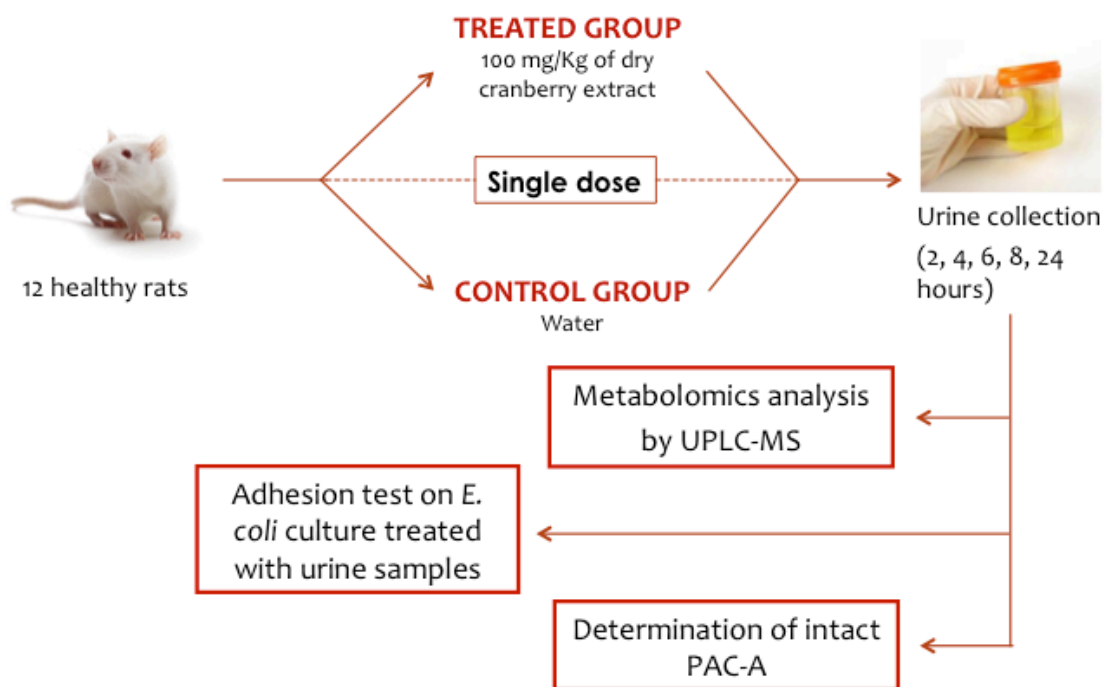 TREATED GROUP
100 mg/Kg of dry
cranberry extract
12 healthy rats
Single dose
CONTROL GROUP
Water
Urine collection
(2, 4, 6, 8, 24
hours)
Metabolomics analysis
by UPLC-MS
Adhesion test on E.
coli culture treated
with urine samples
Determination of intact
PAC-A